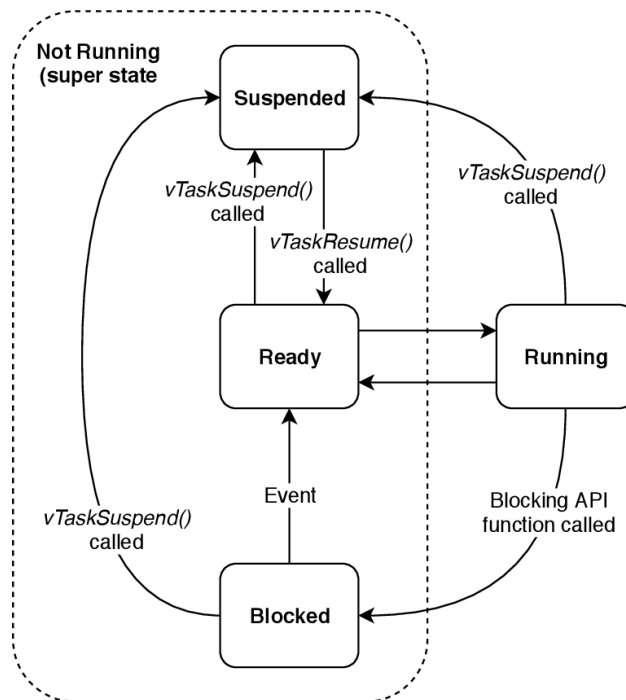 Not Running
(super state
Suspended
vTaskSuspend()
called
vTaskSuspend()
called
vTaskResume()
called
Ready
Running
Event
vTaskSuspend()
called
Blocking API
function called
Blocked